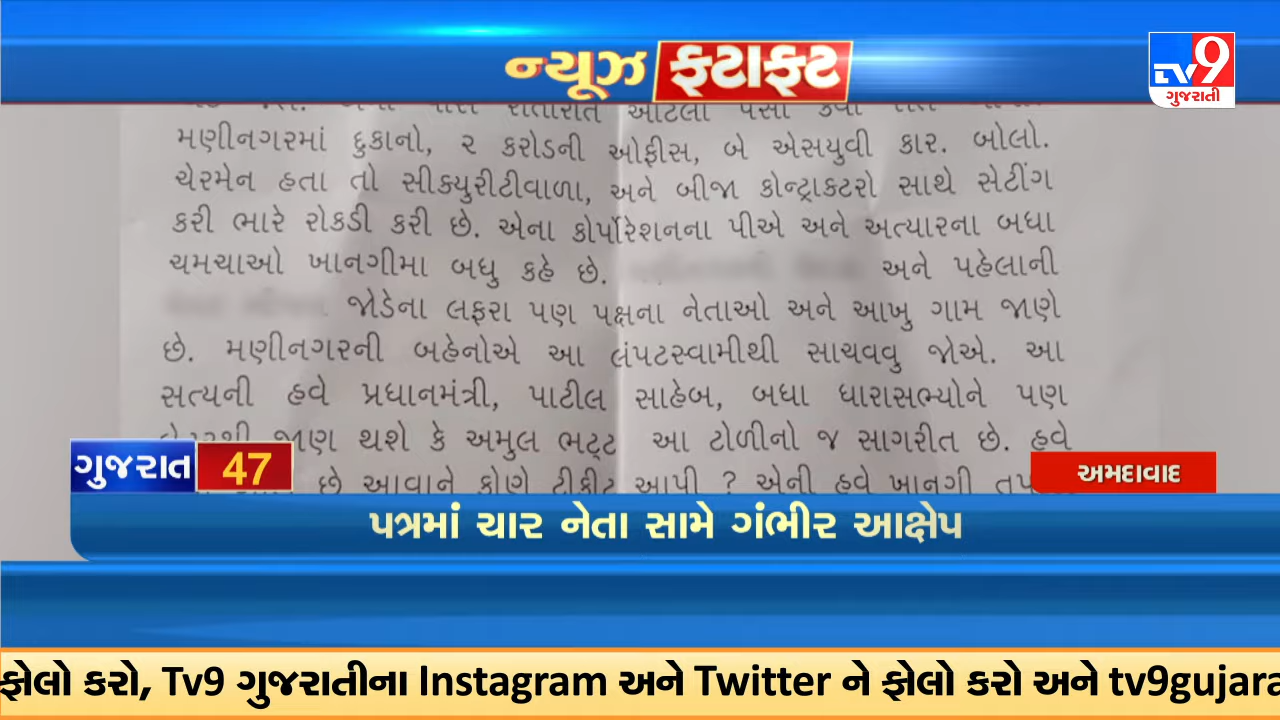 ન્યૂઝ ફટાફટ
tv9
ગુજરાતી
રાતોરાત આટલા પૈસા
મણીનગરમાં દુકાનો, ૨ કરોડની ઓફીસ, બે એસયુવી કાર. બોલો.
ચેરમેન હતા તો સીક્યુરીટીવાળા, અને બીજા કોન્ટ્રાકટરો સાથે સેટીંગ
કરી ભારે રોકડી કરી છે. એના કોર્પોરેશનના પીએ અને અત્યારના બધા
ચમચાઓ ખાનગીમા બધુ કહે છે. અને પહેલાની
જોડેના લફરા પણ પક્ષના નેતાઓ અને આખુ ગામ જાણે
છે. મણીનગરની બહેનોએ આ લંપટસ્વામીથી સાચવવુ જોએ. આ
સત્યની હવે પ્રધાનમંત્રી, પાટીલ સાહેબ, બધા ધારાસભ્યોને પણ
જાણ થશે કે અમુલ ભટ્ટ આ ટોળીનો જ સાગરીત છે. હવે
છે આવાને કોણે ટીકીટ આપી ? એની હવે ખાનગી
ગુજરાત 47
અમદાવાદ
પત્રમાં ચાર નેતા સામે ગંભીર આક્ષેપ
ફોલો કરો, Tv9 ગુજરાતીના Instagram અને Twitter ને ફોલો કરો અને tv9gujara